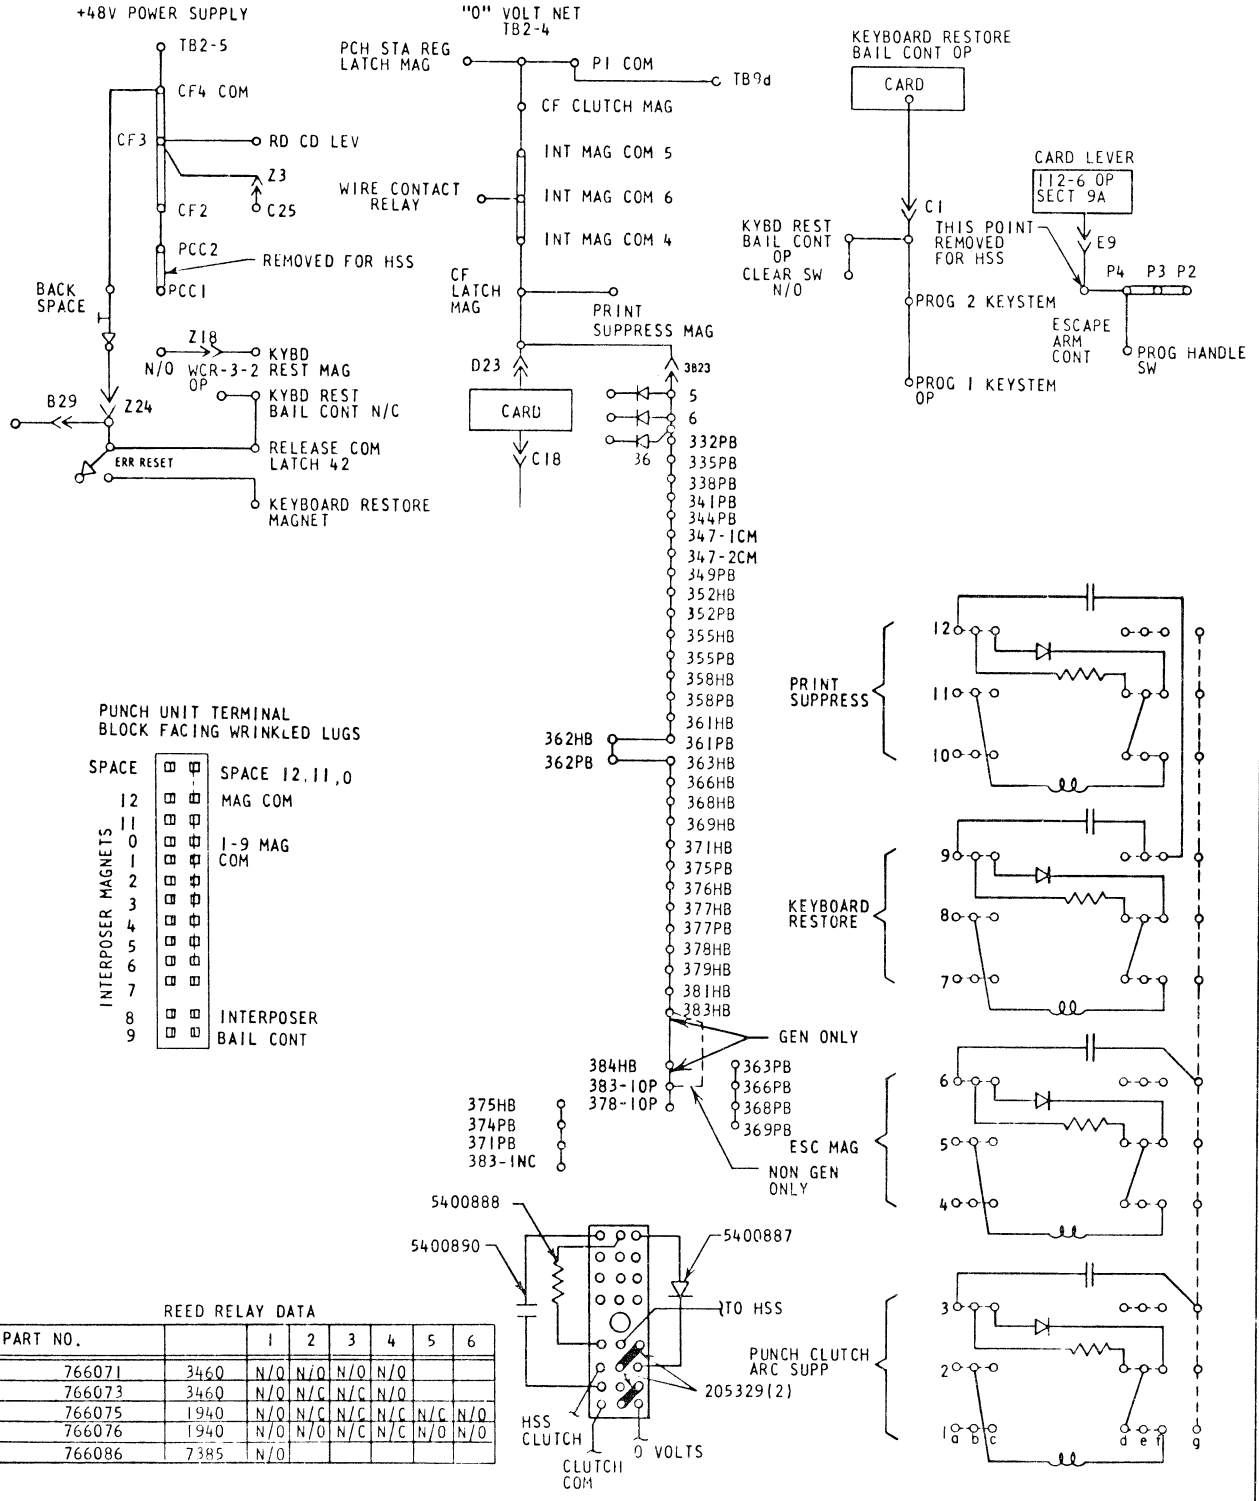 +48V POWER SUPPLY
TB2-5
CF4 COM
CF3
RD CD LEV
Z3
C25
CF2
PCC2
REMOVED FOR HSS
PCC1
BACK
SPACE
Z18
N/O WCR-3-2
OP
KYBD
REST MAG
KYBD REST
BAIL CONT N/C
B29
Z24
RELEASE COM
LATCH 42
ERR RESET
KEYBOARD RESTORE
MAGNET
"0" VOLT NET
TB2-4
PCH STA REG
LATCH MAG
P1 COM
TB9d
CF CLUTCH MAG
INT MAG COM 5
WIRE CONTACT
RELAY
INT MAG COM 6
INT MAG COM 4
CF
LATCH
MAG
PRINT
SUPPRESS MAG
D23
3B23
CARD
C18
5
6
36
332PB
335PB
338PB
341PB
344PB
347-1CM
347-2CM
349PB
352HB
352PB
355HB
355PB
358HB
358PB
361HB
362HB
361PB
362PB
363HB
366HB
368HB
369HB
371HB
375PB
376HB
377HB
377PB
378HB
379HB
381HB
383HB
GEN ONLY
384HB
383-1OP
378-1OP
363PB
366PB
368PB
369PB
NON GEN
ONLY
375HB
374PB
371PB
383-1NC
KEYBOARD RESTORE
BAIL CONT OP
CARD
C1
KYBD REST
BAIL CONT
OP
CLEAR SW
N/O
PROG 2 KEYSTEM
PROG 1 KEYSTEM
OP
CARD LEVER
112-6 OP
SECT 9A
E9
THIS POINT
REMOVED
FOR HSS
P4 P3 P2
ESCAPE
ARM
CONT
PROG HANDLE
SW
PUNCH UNIT TERMINAL
BLOCK FACING WRINKLED LUGS
SPACE
SPACE 12,11,0
12
MAG COM
11
0
1-9 MAG
1
COM
2
3
4
5
6
7
8
INTERPOSER
9
BAIL CONT
INTERPOSER MAGNETS
PRINT
SUPPRESS
12
11
10
KEYBOARD
RESTORE
9
8
7
ESC MAG
6
5
4
PUNCH CLUTCH
ARC SUPP
3
2
1
a b c d e f g
5400888
5400890
5400887
TO HSS
205329(2)
HSS
CLUTCH
CLUTCH
COM
0 VOLTS
REED RELAY DATA
PART NO. 1 2 3 4 5 6
766071 3460 N/O N/O N/O N/O
766073 3460 N/O N/C N/C N/O
766075 1940 N/O N/C N/C N/C N/C N/O
766076 1940 N/O N/O N/C N/C N/O N/O
766086 7385 N/O